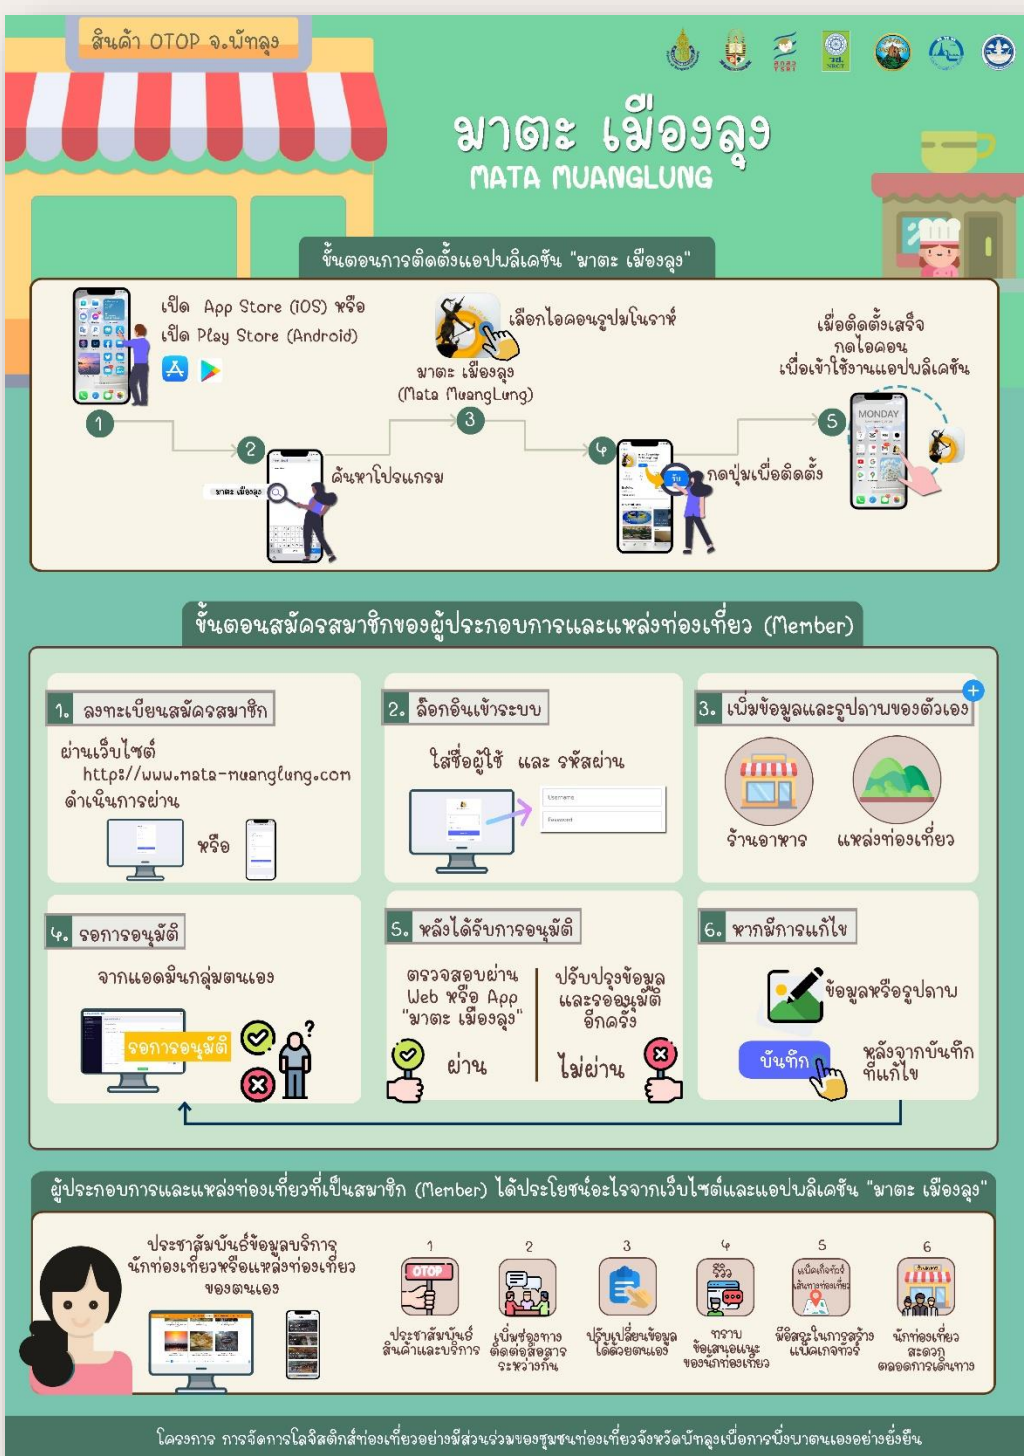 สินค้า OTOP จ.พัทลุง
มาตะ เมืองลุง
MATA MUANGLUNG
ขั้นตอนการติดตั้งแอปพลิเคชัน "มาตะ เมืองลุง"
เปิด App Store (iOS) หรือ
เปิด Play Store (Android)
1
2
มาตะ เมืองลุง
ค้นหาโปรแกรม
เลือกไอคอนรูปมโนราห์
มาตะ เมืองลุง
(Mata MuangLung)
3
4
กดปุ่มเพื่อติดตั้ง
เมื่อติดตั้งเสร็จ
กดไอคอน
เพื่อเข้าใช้งานแอปพลิเคชัน
5
MONDAY
ขั้นตอนสมัครสมาชิกของผู้ประกอบการและแหล่งท่องเที่ยว (Member)
1. ลงทะเบียนสมัครสมาชิก
ผ่านเว็บไซต์
https://www.mata-muanglung.com
ดำเนินการผ่าน
หรือ
2. ล๊อกอินเข้าระบบ
ใส่ชื่อผู้ใช้ และ รหัสผ่าน
Username
Password
3. เพิ่มข้อมูลและรูปภาพของตัวเอง
ร้านอาหาร
แหล่งท่องเที่ยว
4. รอการอนุมัติ
จากแอดมินกลุ่มตนเอง
รอการอนุมัติ
5. หลังได้รับการอนุมัติ
ตรวจสอบผ่าน
Web หรือ App
"มาตะ เมืองลุง"
ผ่าน
ปรับปรุงข้อมูล
และรออนุมัติ
อีกครั้ง
ไม่ผ่าน
6. หากมีการแก้ไข
ข้อมูลหรือรูปภาพ
บันทึก
หลังจากบันทึก
ที่แก้ไข
ผู้ประกอบการและแหล่งท่องเที่ยวที่เป็นสมาชิก (Member) ได้ประโยชน์อะไรจากเว็บไซต์และแอปพลิเคชัน "มาตะ เมืองลุง"
ประชาสัมพันธ์ข้อมูลบริการ
นักท่องเที่ยวหรือแหล่งท่องเที่ยว
ของตนเอง
1
OTOP
ประชาสัมพันธ์
สินค้าและบริการ
2
เพิ่มช่องทาง
ติดต่อสื่อสาร
ระหว่างกัน
3
ปรับเปลี่ยนข้อมูล
ได้ด้วยตนเอง
4
รีวิว
ทราบ
ข้อเสนอแนะ
ของนักท่องเที่ยว
5
แพ็คเก็จทัวร์
เส้นทางท่องเที่ยว
มีอิสระในการสร้าง
แพ็คเกจทัวร์
6
นักท่องเที่ยว
สะดวก
ตลอดการเดินทาง
โครงการ การจัดการโลจิสติกส์ท่องเที่ยวอย่างมีส่วนร่วมของชุมชนท่องเที่ยวจังหวัดพัทลุงเพื่อการพึ่งพาตนเองอย่างยั่งยืน